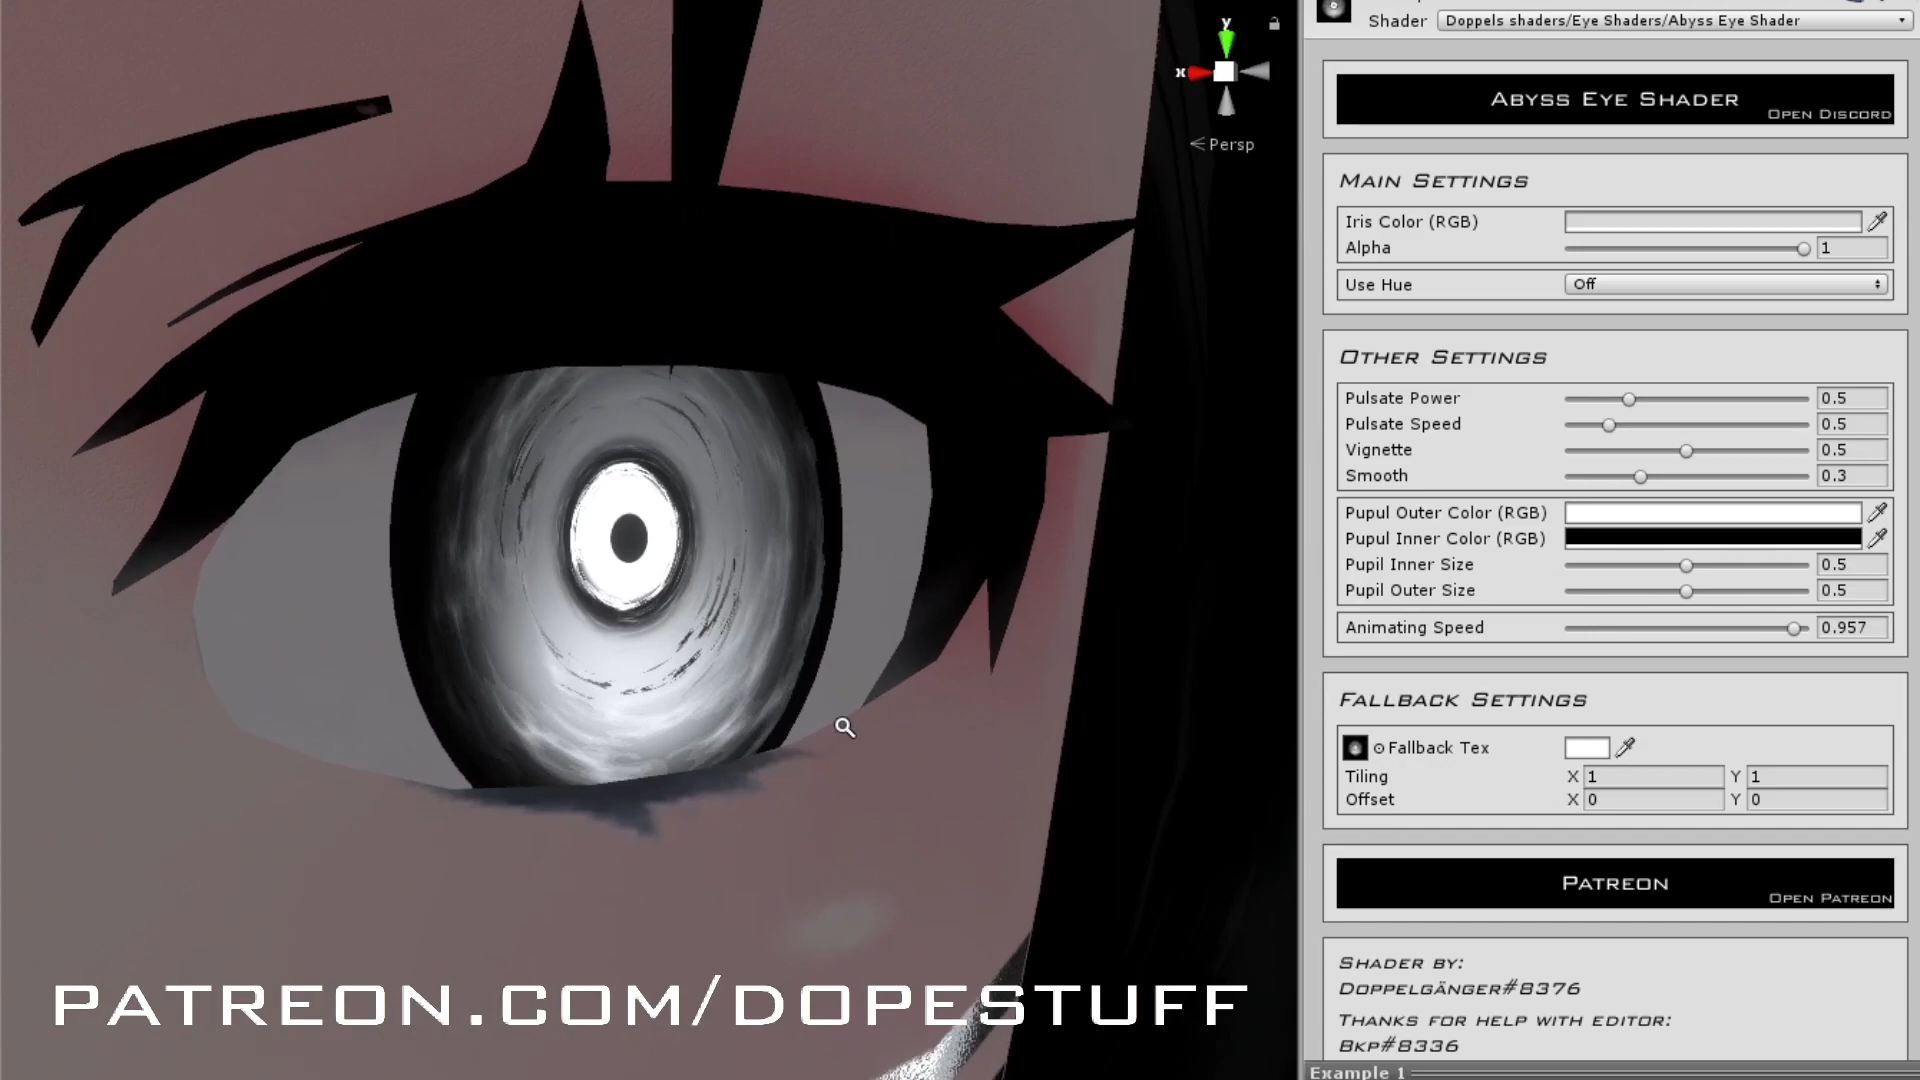 Shader Doppels shaders/Eye Shaders/Abyss Eye Shader
y
x
Persp
Abyss Eye Shader
Open Discord
Main Settings
Iris Color (RGB)
Alpha 1
Use Hue Off
Other Settings
Pulsate Power 0.5
Pulsate Speed 0.5
Vignette 0.5
Smooth 0.3
Pupul Outer Color (RGB)
Pupul Inner Color (RGB)
Pupil Inner Size 0.5
Pupil Outer Size 0.5
Animating Speed 0.957
Fallback Settings
Fallback Tex
Tiling X 1 Y 1
Offset X 0 Y 0
Patreon
Open Patreon
Shader by:
Doppelgänger#8376
Thanks for help with editor:
Bkp#8336
Example 1
PATREON.COM/DOPESTUFF